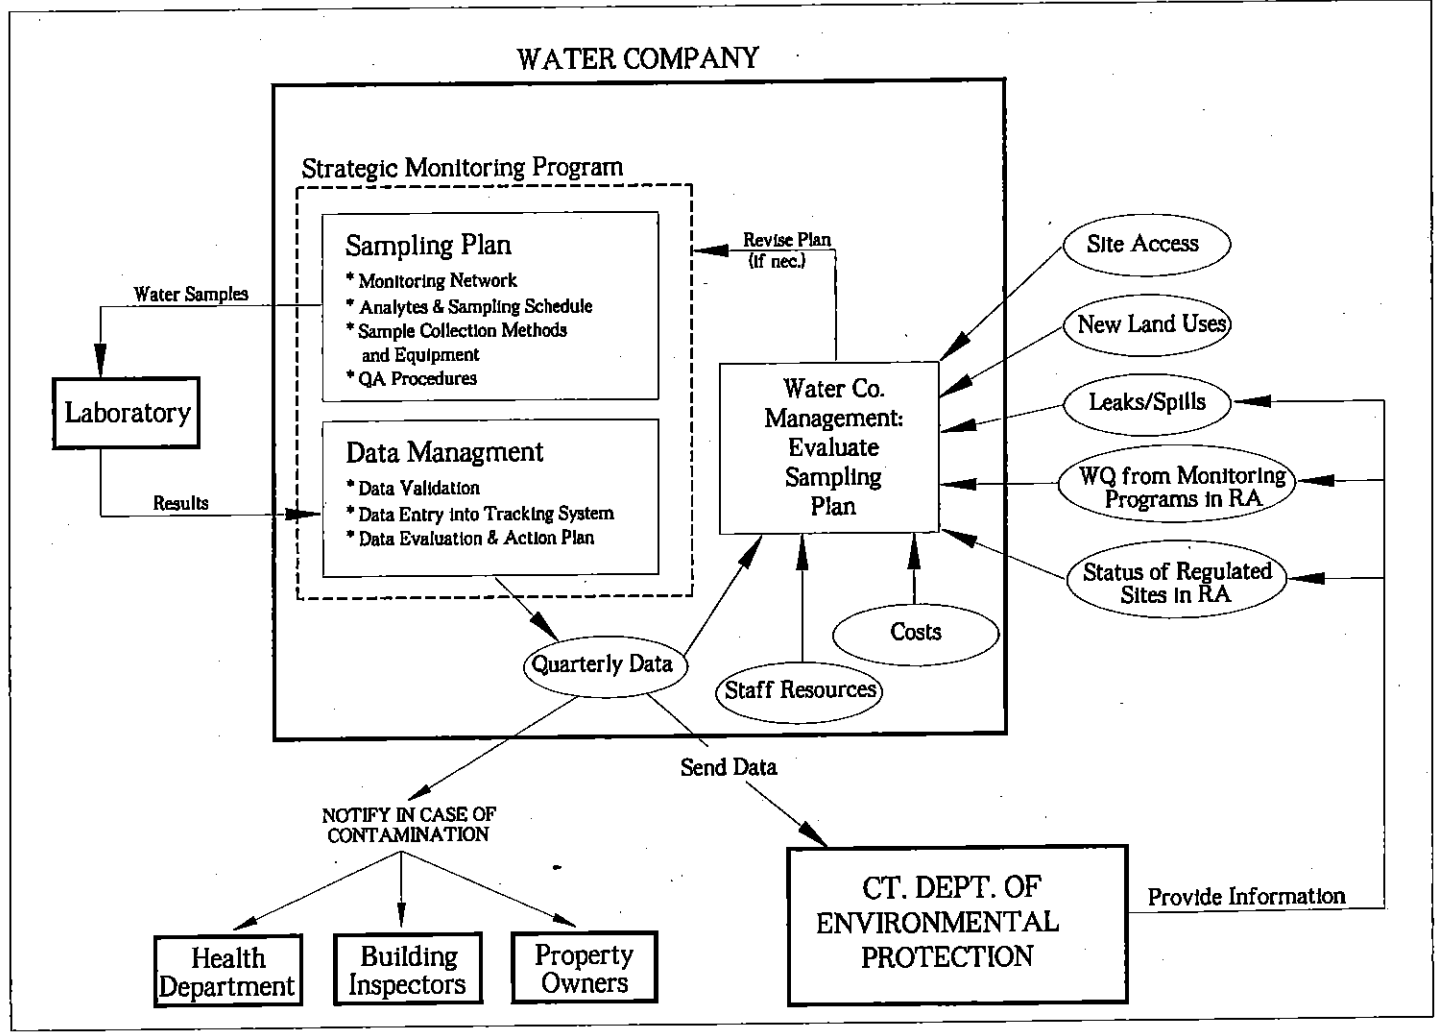 WATER COMPANY
Strategic Monitoring Program
Sampling Plan
* Monitoring Network
* Analytes & Sampling Schedule
* Sample Collection Methods
and Equipment
* QA Procedures
Data Managment
* Data Validation
* Data Entry into Tracking System
* Data Evaluation & Action Plan
Water Samples
Laboratory
Results
Revise Plan
(if nec.)
Water Co.
Management:
Evaluate
Sampling
Plan
Site Access
New Land Uses
Leaks/Spills
WQ from Monitoring
Programs in RA
Status of Regulated
Sites in RA
Costs
Staff Resources
Quarterly Data
Send Data
NOTIFY IN CASE OF
CONTAMINATION
Health
Department
Building
Inspectors
Property
Owners
CT. DEPT. OF
ENVIRONMENTAL
PROTECTION
Provide Information